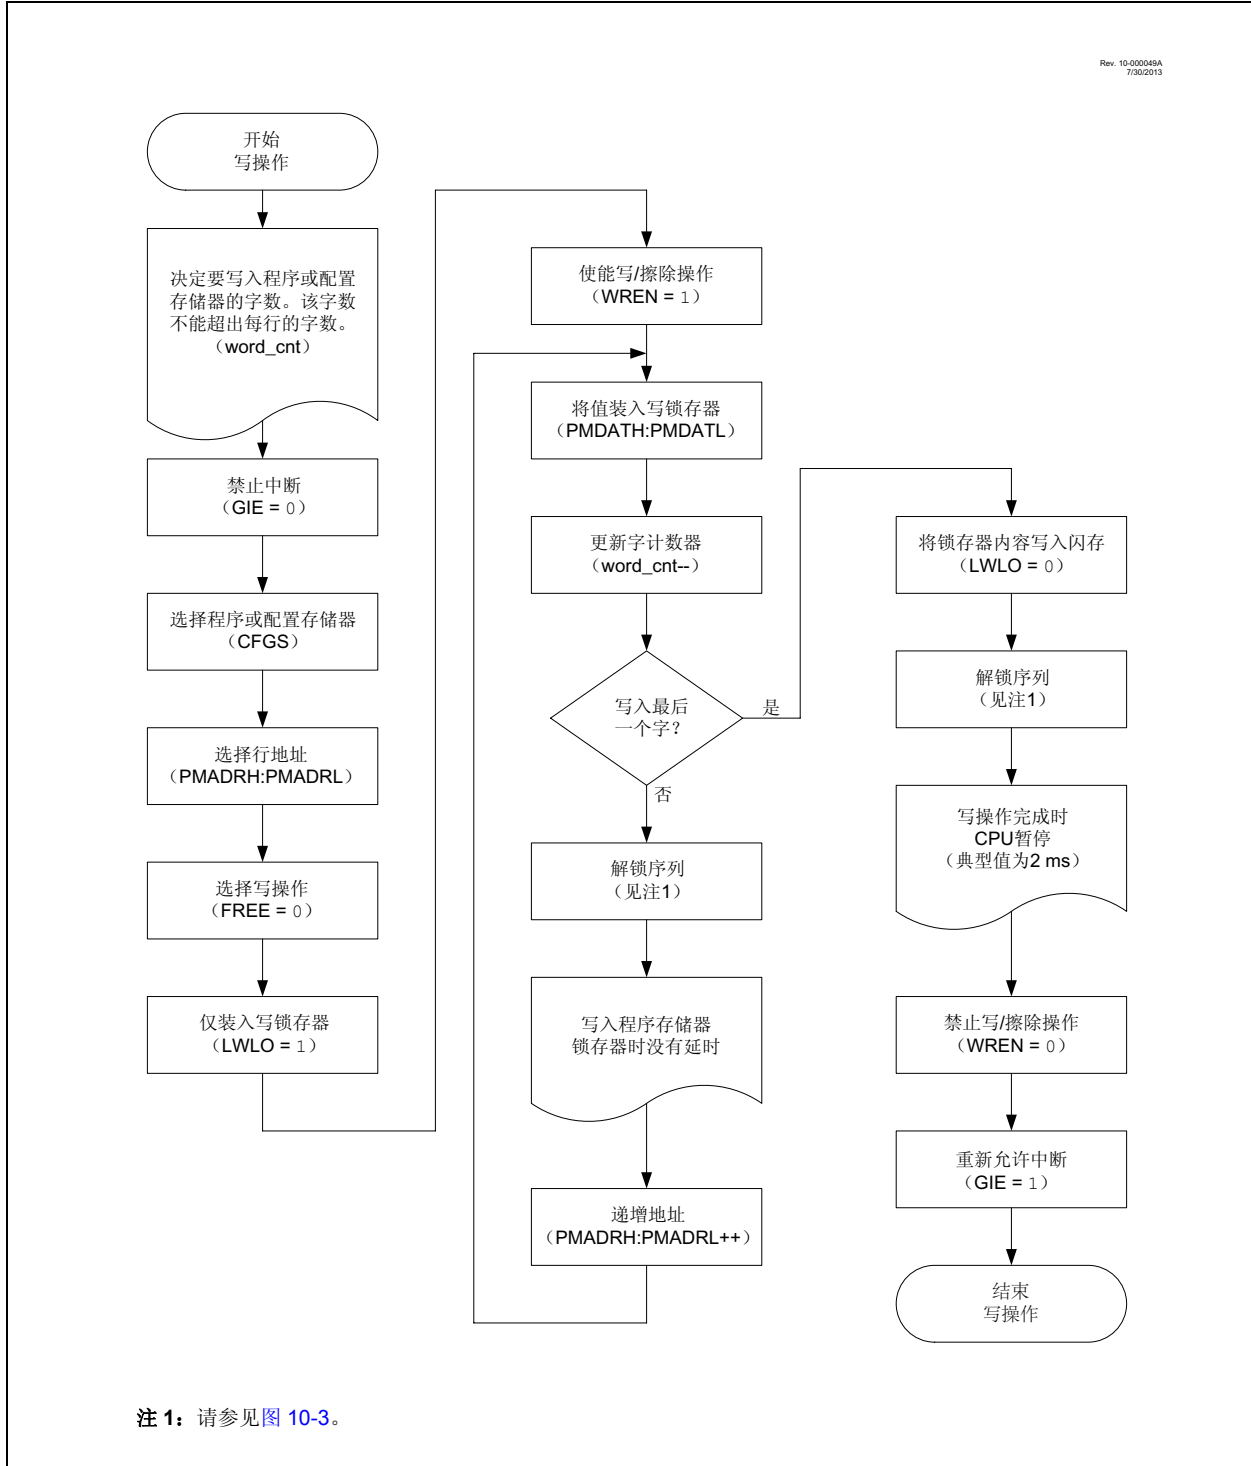 Rev. 10-000049A
7/30/2013
开始
写操作
决定要写入程序或配置
存储器的字数。该字数
不能超出每行的字数。
（word_cnt）
禁止中断
（GIE = 0）
选择程序或配置存储器
（CFGS）
选择行地址
（PMADRH:PMADRL）
选择写操作
（FREE = 0）
仅装入写锁存器
（LWLO = 1）
使能写/擦除操作
（WREN = 1）
将值装入写锁存器
（PMDATH:PMDATL）
更新字计数器
（word_cnt--）
写入最后
一个字？
是
否
解锁序列
（见注1）
写入程序存储器
锁存器时没有延时
递增地址
（PMADRH:PMADRL++）
将锁存器内容写入闪存
（LWLO = 0）
解锁序列
（见注1）
写操作完成时
CPU暂停
（典型值为2 ms）
禁止写/擦除操作
（WREN = 0）
重新允许中断
（GIE = 1）
结束
写操作
注 1：请参见图 10-3。